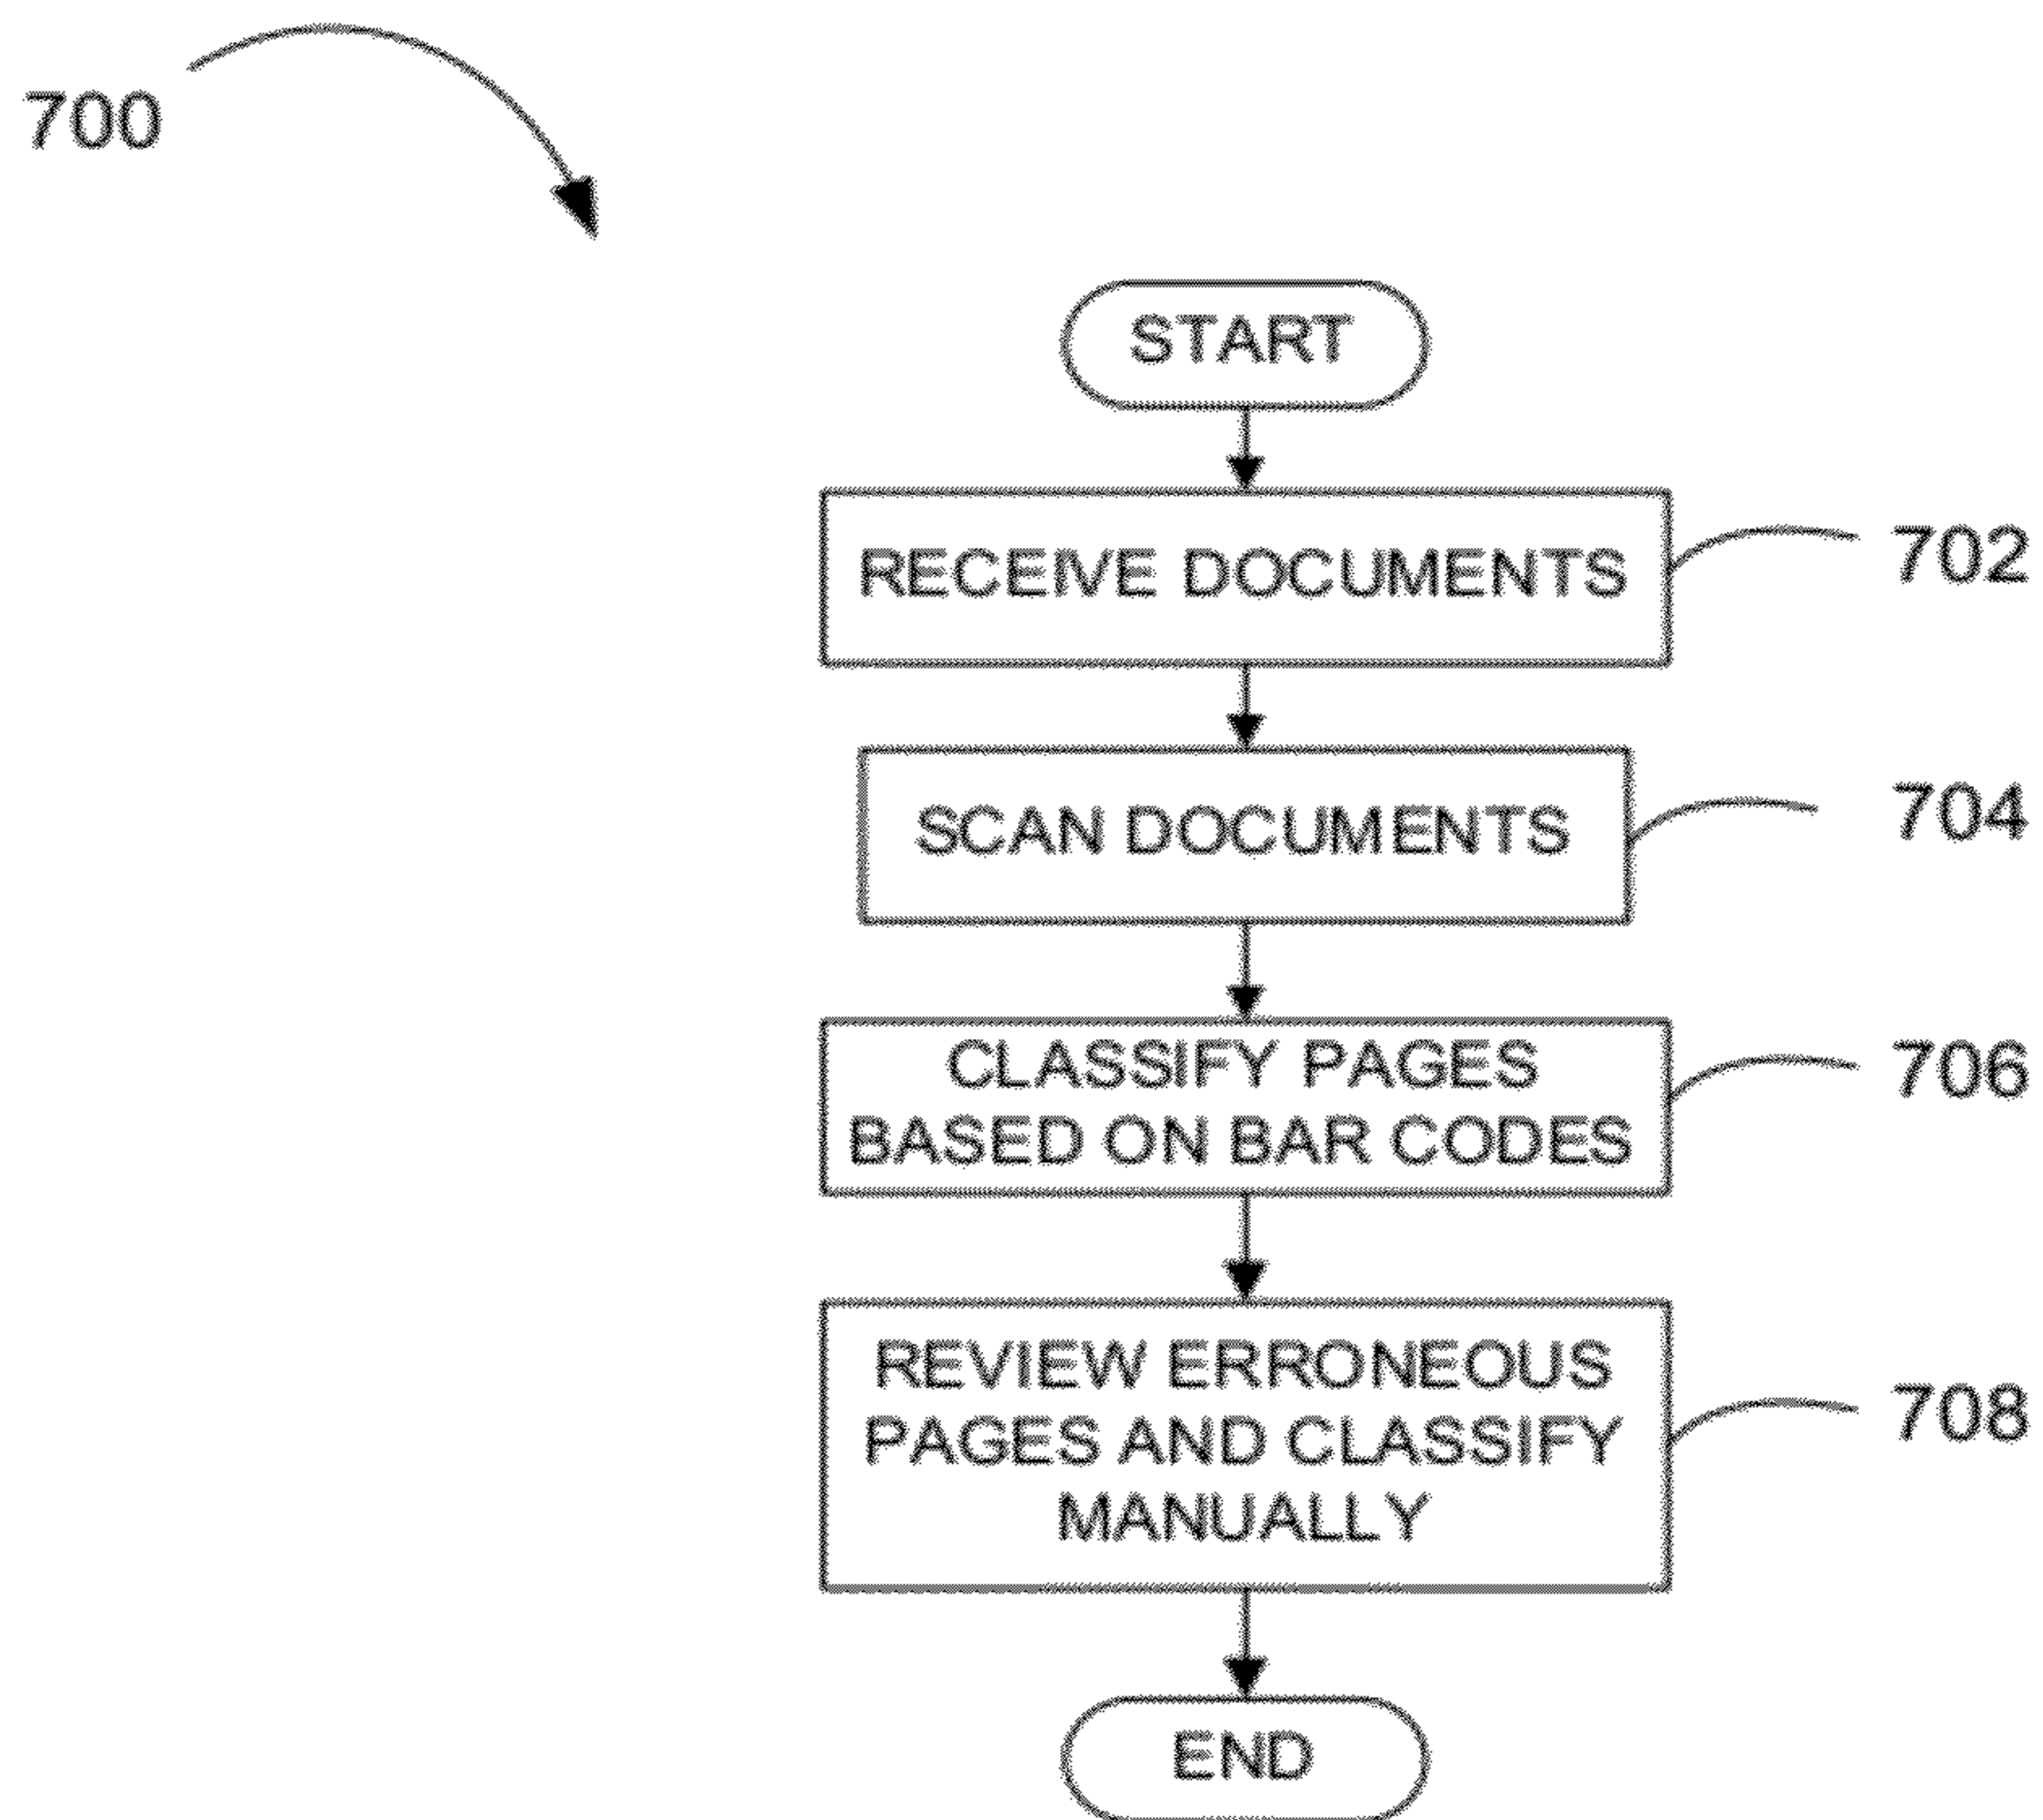 700
START
RECEIVE DOCUMENTS
702
SCAN DOCUMENTS
704
CLASSIFY PAGES
BASED ON BAR CODES
706
REVIEW ERRONEOUS
PAGES AND CLASSIFY
MANUALLY
708
END